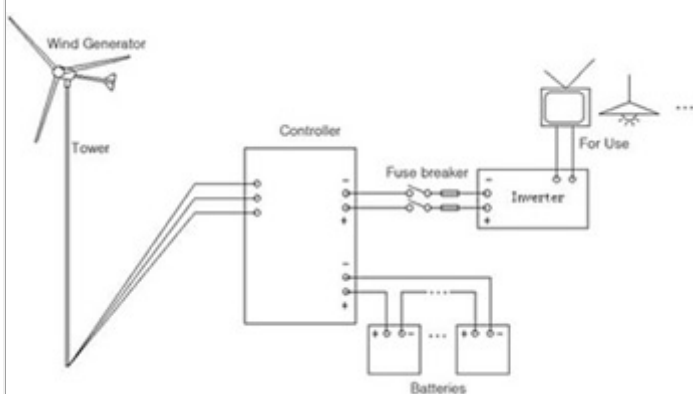 Wind Generator
Tower
Controller
Fuse breaker
For Use
...
Inverter
-
+
-
+
-
+
-
+
...
+ -
...
+ -
Batteries